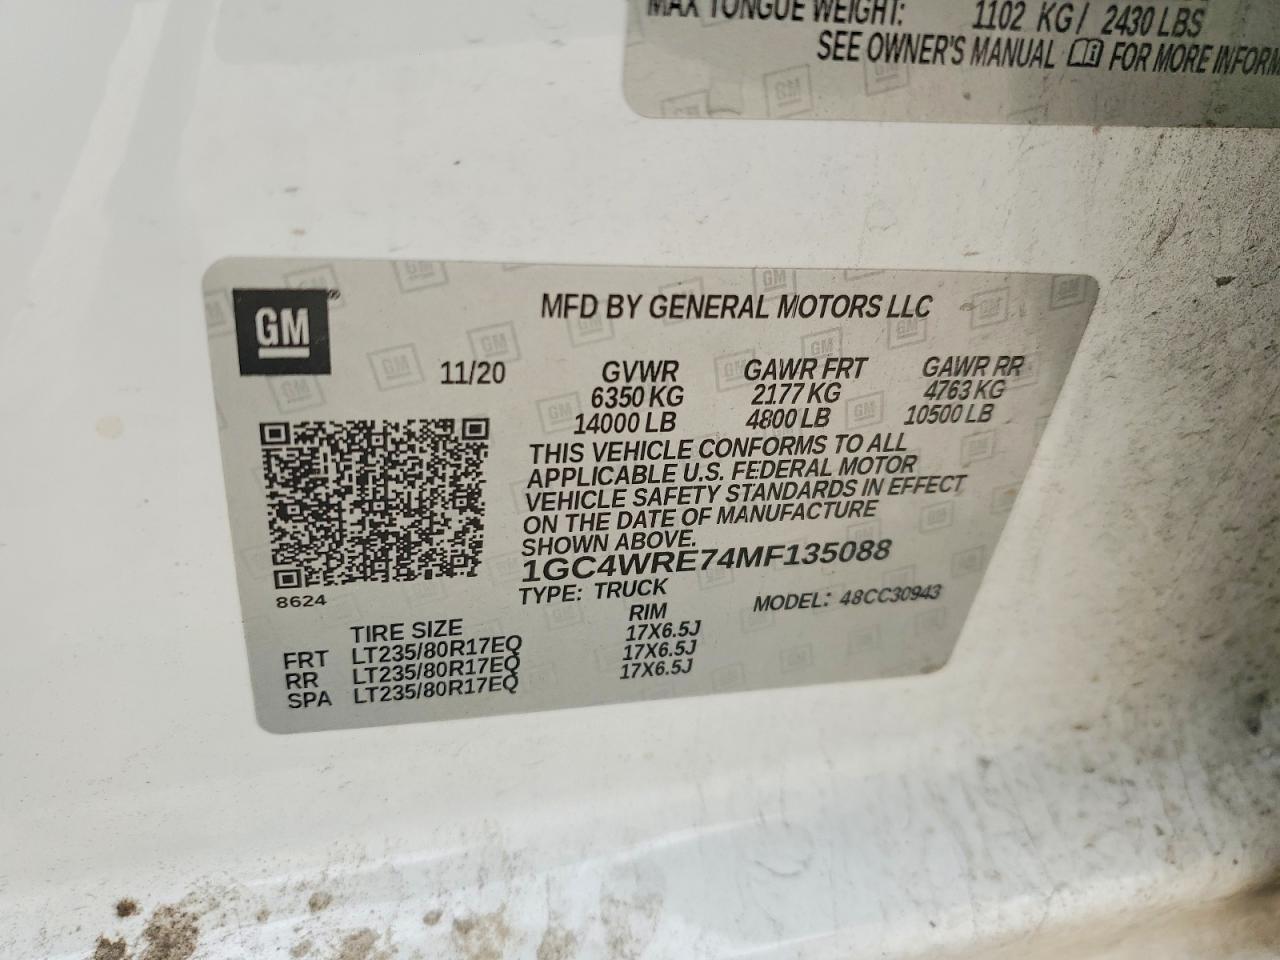 MAX TONGUE WEIGHT: 1102 KG/ 2430 LBS
SEE OWNER'S MANUAL FOR MORE INFORM
GM
MFD BY GENERAL MOTORS LLC
11/20 GVWR GAWR FRT GAWR RR
6350 KG 2177 KG 4763 KG
14000 LB 4800 LB 10500 LB
THIS VEHICLE CONFORMS TO ALL
APPLICABLE U.S. FEDERAL MOTOR
VEHICLE SAFETY STANDARDS IN EFFECT
ON THE DATE OF MANUFACTURE
SHOWN ABOVE.
1GC4WRE74MF135088
8624
TYPE: TRUCK MODEL: 48CC30943
TIRE SIZE RIM
FRT LT235/80R17EQ 17X6.5J
RR LT235/80R17EQ 17X6.5J
SPA LT235/80R17EQ 17X6.5J